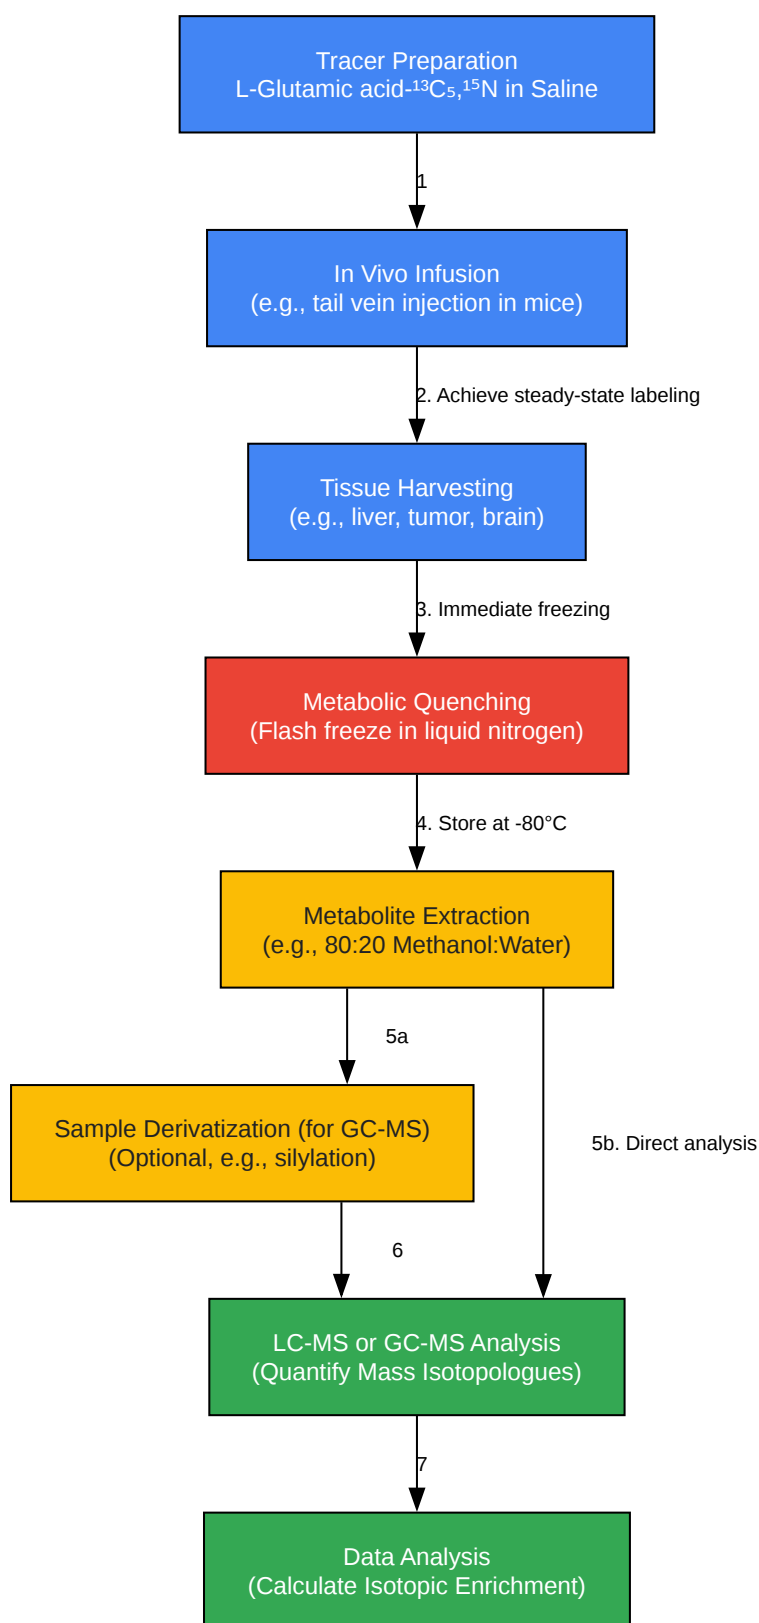 Tracer Preparation
L-Glutamic acid-¹³C₅,¹⁵N in Saline
1
In Vivo Infusion
(e.g., tail vein injection in mice)
2. Achieve steady-state labeling
Tissue Harvesting
(e.g., liver, tumor, brain)
3. Immediate freezing
Metabolic Quenching
(Flash freeze in liquid nitrogen)
4. Store at -80°C
Metabolite Extraction
(e.g., 80:20 Methanol:Water)
5a
Sample Derivatization (for GC-MS)
(Optional, e.g., silylation)
5b. Direct analysis
6
LC-MS or GC-MS Analysis
(Quantify Mass Isotopologues)
7
Data Analysis
(Calculate Isotopic Enrichment)